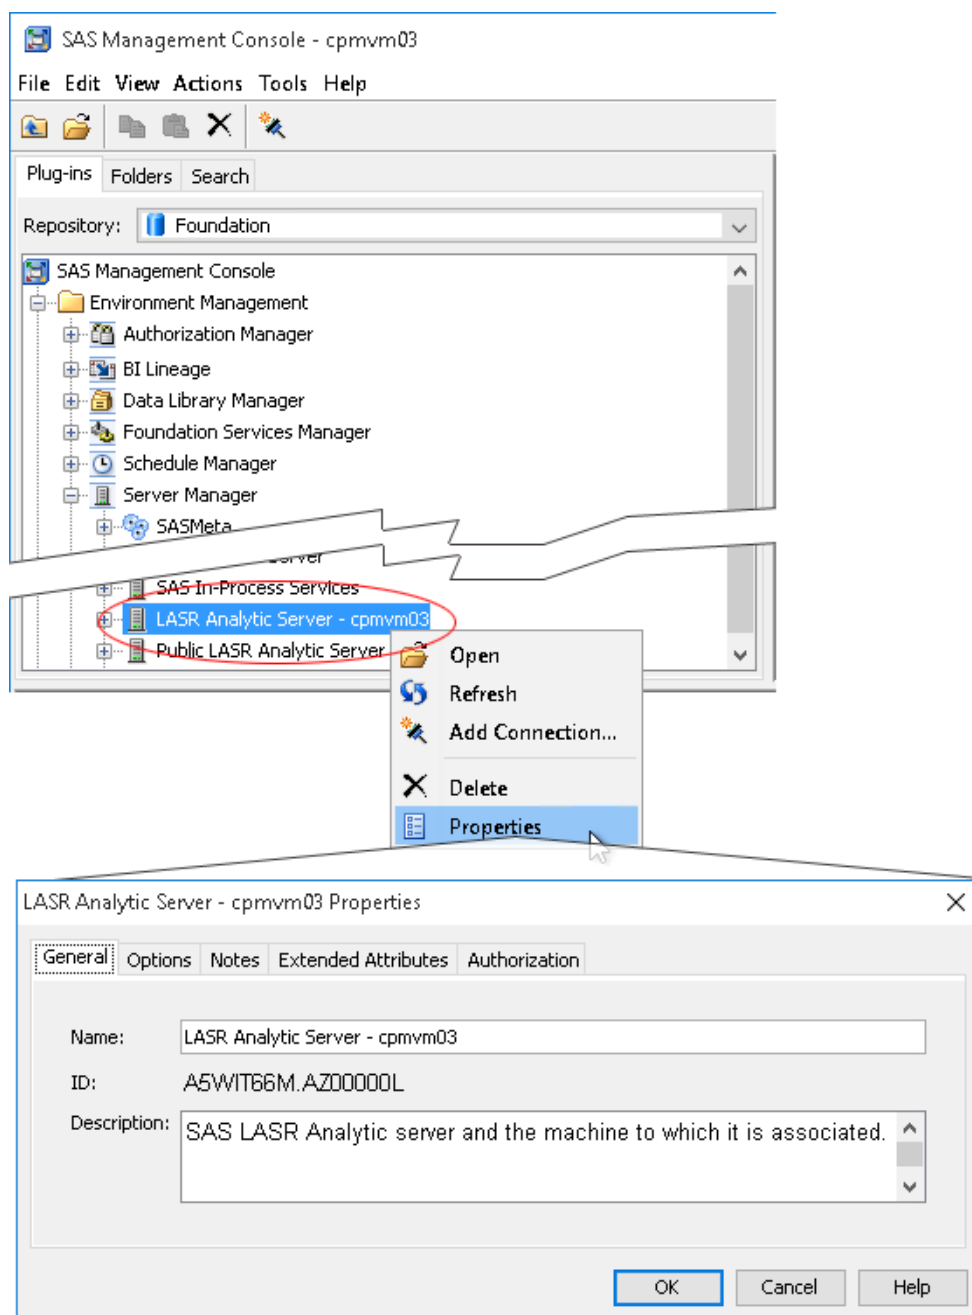 SAS Management Console - cpmvm03
File Edit View Actions Tools Help
Plug-ins Folders Search
Repository: Foundation
SAS Management Console
Environment Management
Authorization Manager
BI Lineage
Data Library Manager
Foundation Services Manager
Schedule Manager
Server Manager
SASMeta
SAS In-Process Services
LASR Analytic Server - cpmvm03
Public LASR Analytic Server
Open
Refresh
Add Connection...
Delete
Properties
LASR Analytic Server - cpmvm03 Properties
General Options Notes Extended Attributes Authorization
Name: LASR Analytic Server - cpmvm03
ID: A5WIT66M.AZ00000L
Description: SAS LASR Analytic server and the machine to which it is associated.
OK Cancel Help